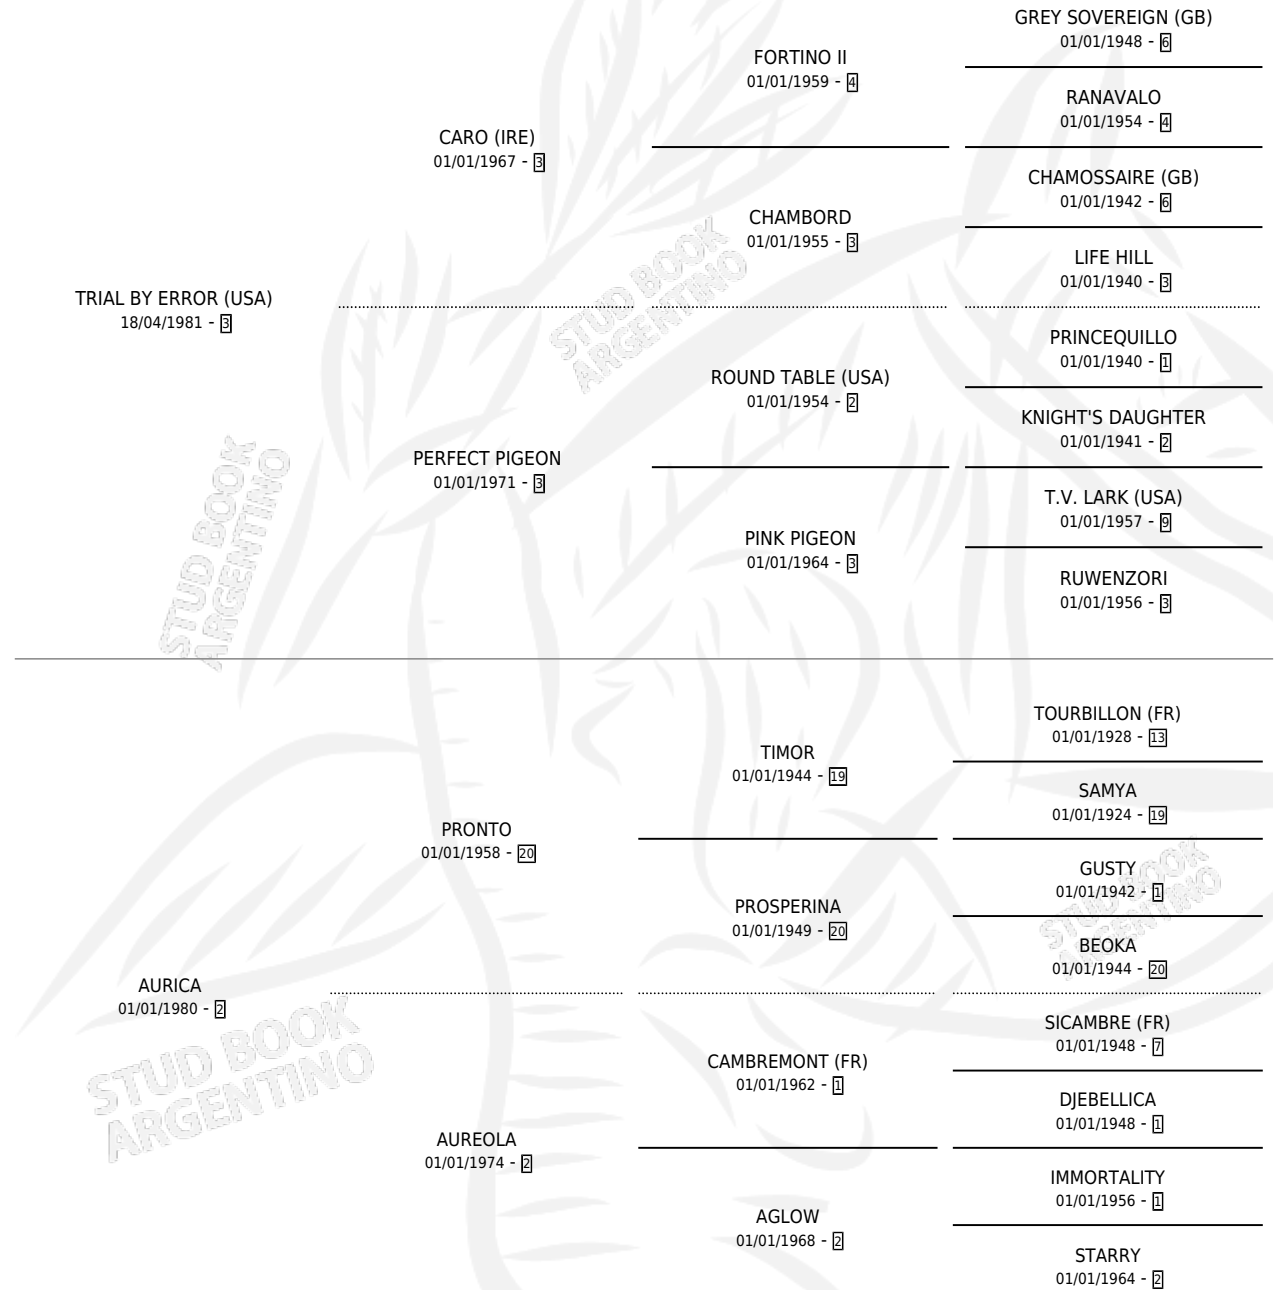 GREY SOVEREIGN (GB)
01/01/1948 - 6
FORTINO II
01/01/1959 - 4
RANAVALO
01/01/1954 - 4
CARO (IRE)
01/01/1967 - 3
CHAMOSSAIRE (GB)
01/01/1942 - 6
CHAMBORD
01/01/1955 - 3
LIFE HILL
01/01/1940 - 3
TRIAL BY ERROR (USA)
18/04/1981 - 3
PRINCEQUILLO
01/01/1940 - 1
ROUND TABLE (USA)
01/01/1954 - 2
KNIGHT'S DAUGHTER
01/01/1941 - 2
PERFECT PIGEON
01/01/1971 - 3
T.V. LARK (USA)
01/01/1957 - 9
PINK PIGEON
01/01/1964 - 3
RUWENZORI
01/01/1956 - 3
TOURBILLON (FR)
01/01/1928 - 13
TIMOR
01/01/1944 - 19
SAMYA
01/01/1924 - 19
PRONTO
01/01/1958 - 20
GUSTY
01/01/1942 - 1
PROSPERINA
01/01/1949 - 20
BEOKA
01/01/1944 - 20
AURICA
01/01/1980 - 2
SICAMBRE (FR)
01/01/1948 - 7
CAMBREMONT (FR)
01/01/1962 - 1
DJEBELLICA
01/01/1948 - 1
AUREOLA
01/01/1974 - 2
IMMORTALITY
01/01/1956 - 1
AGLOW
01/01/1968 - 2
STARRY
01/01/1964 - 2
STUD BOOK
ARGENTINO
STUD BOOK
ARGENTINO
STUD BOOK
ARGENTINO
STUD BOOK
ARGENTINO